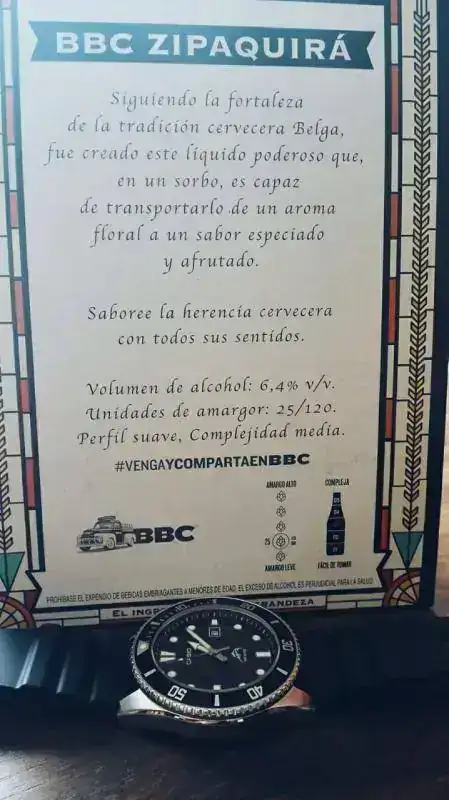 BBC ZIPAQUIRÁ
Siguiendo la fortaleza
de la tradición cervecera Belga,
fue creado este líquido poderoso que,
en un sorbo, es capaz
de transportarlo de un aroma
floral a un sabor especiado
y afrutado.
Saboree la herencia cervecera
con todos sus sentidos.
Volumen de alcohol: 6,4% v/v.
Unidades de amargor: 25/120.
Perfil suave, Complejidad media.
#VENGAYCOMPARTAENBBC
AMARGO ALTO
COMPLEJA
BBC
25
AMARGO LEVE
FÁCIL DE TOMAR
PROHÍBASE EL EXPENDIO DE BEBIDAS EMBRIAGANTES A MENORES DE EDAD. EL EXCESO DE ALCOHOL ES PERJUDICIAL PARA LA SALUD
EL
CASIO
30
40
50